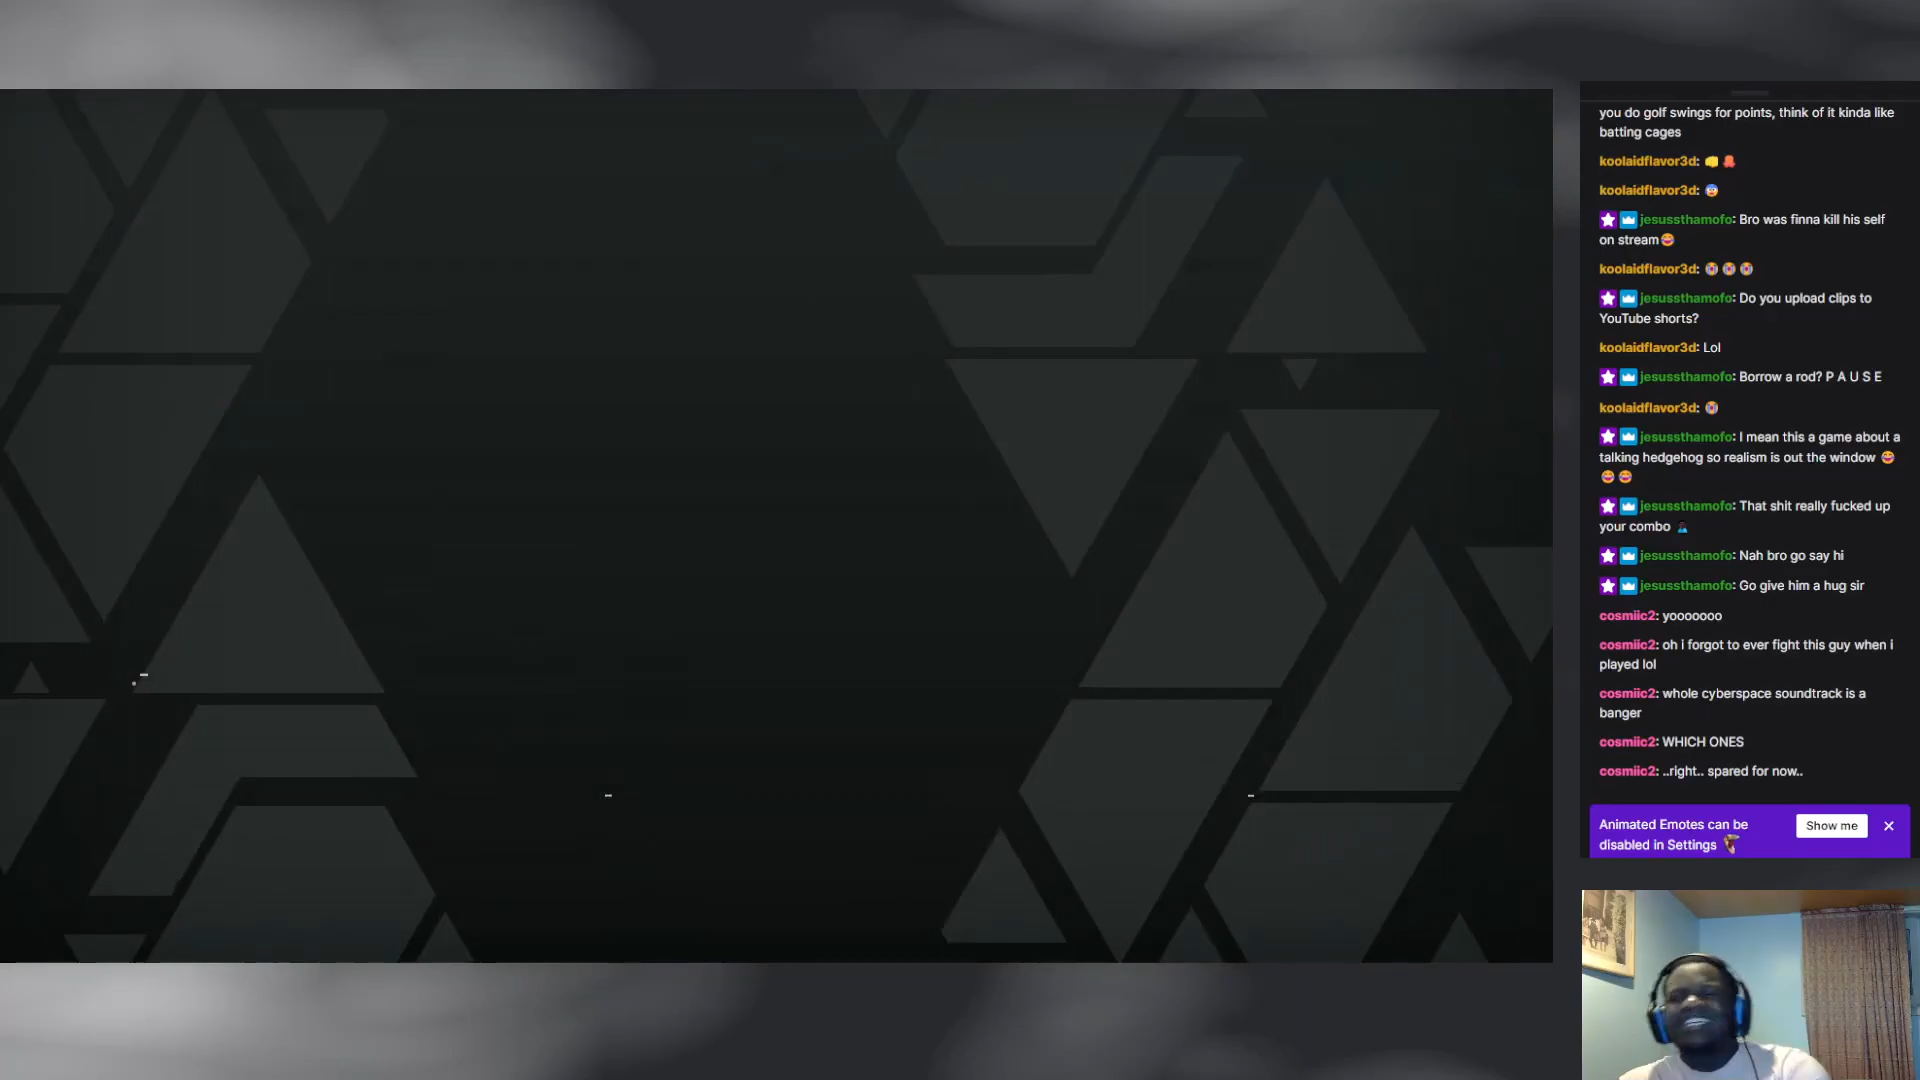 you do golf swings for points, think of it kinda like
batting cages
koolaidflavor3d:
koolaidflavor3d:
jesussthamofo: Bro was finna kill his self
on stream
koolaidflavor3d:
jesussthamofo: Do you upload clips to
YouTube shorts?
koolaidflavor3d: Lol
jesussthamofo: Borrow a rod? P A U S E
koolaidflavor3d:
jesussthamofo: I mean this a game about a
talking hedgehog so realism is out the window
jesussthamofo: That shit really fucked up
your combo
jesussthamofo: Nah bro go say hi
jesussthamofo: Go give him a hug sir
cosmiic2: yooooooo
cosmiic2: oh i forgot to ever fight this guy when i
played lol
cosmiic2: whole cyberspace soundtrack is a
banger
cosmiic2: WHICH ONES
cosmiic2: ..right.. spared for now..
Animated Emotes can be
disabled in Settings
Show me